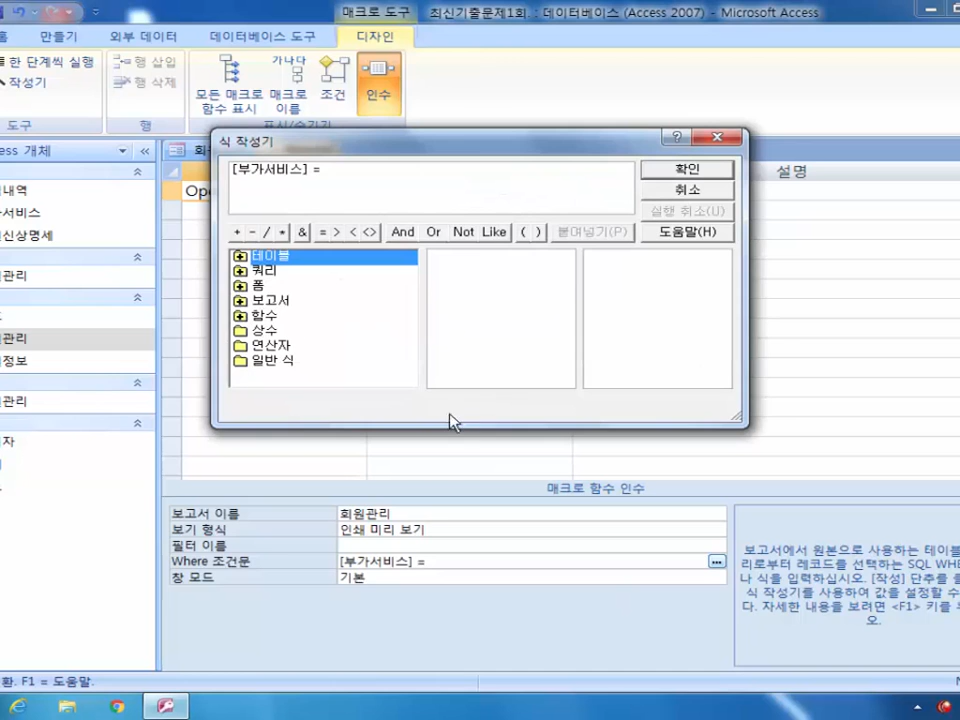 매크로 도구
최신기출문제1회. : 데이터베이스 (Access 2007) - Microsoft Access
홈 만들기 외부 데이터 데이터베이스 도구 디자인
한 단계씩 실행
작성기
도구
행 삽입
행 삭제
행
모든 매크로 함수 표시
매크로 이름
조건
인수
표시/숨기기
ess 개체
내역
서비스
신상명세
관리
관리
정보
관리
자
회
설명
Ope
식 작성기
[부가서비스] =
확인
취소
실행 취소(U)
+ - / * & = > < <> And Or Not Like ( ) 붙여넣기(P) 도움말(H)
테이블
쿼리
폼
보고서
함수
상수
연산자
일반 식
매크로 함수 인수
보고서 이름 회원관리
보기 형식 인쇄 미리 보기
필터 이름
Where 조건문 [부가서비스] = ...
창 모드 기본
보고서에서 원본으로 사용하는 테이블
리로부터 레코드를 선택하는 SQL WHE
나 식을 입력하십시오. [작성] 단추를 클
식 작성기를 사용하여 값을 설정할 수
다. 자세한 내용을 보려면 <F1> 키를 누
오.
환. F1 = 도움말.